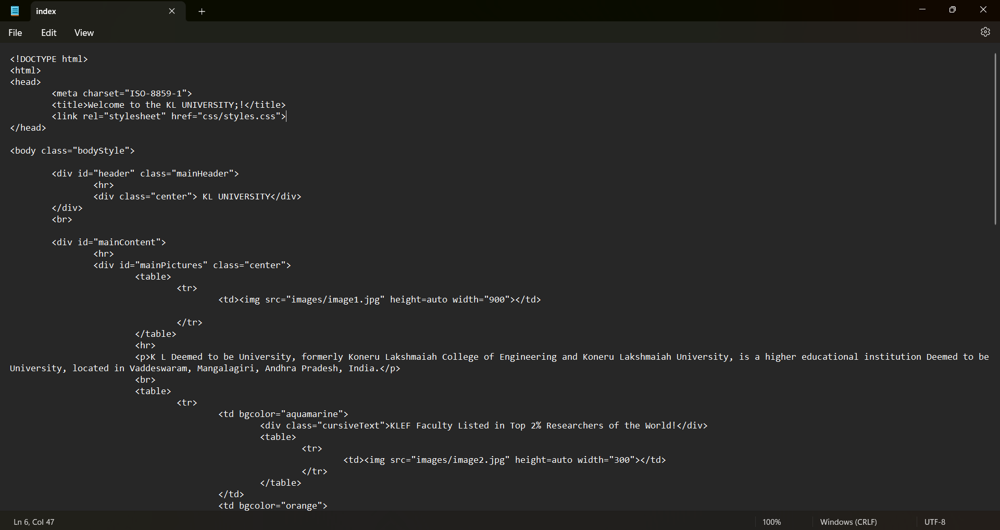 index
File Edit View
<!DOCTYPE html>
<html>
<head>
<meta charset="ISO-8859-1">
<title>Welcome to the KL UNIVERSITY;!</title>
<link rel="stylesheet" href="css/styles.css">
</head>
<body class="bodyStyle">
<div id="header" class="mainHeader">
<hr>
<div class="center"> KL UNIVERSITY</div>
</div>
<br>
<div id="mainContent">
<hr>
<div id="mainPictures" class="center">
<table>
<tr>
<td><img src="images/image1.jpg" height=auto width="900"></td>
</tr>
</table>
<hr>
<p>K L Deemed to be University, formerly Koneru Lakshmaiah College of Engineering and Koneru Lakshmaiah University, is a higher educational institution Deemed to be
University, located in Vaddeswaram, Mangalagiri, Andhra Pradesh, India.</p>
<br>
<table>
<tr>
<td bgcolor="aquamarine">
<div class="cursiveText">KLEF Faculty Listed in Top 2% Researchers of the World!</div>
<table>
<tr>
<td><img src="images/image2.jpg" height=auto width="300"></td>
</tr>
</table>
</td>
<td bgcolor="orange">
Ln 6, Col 47 100% Windows (CRLF) UTF-8